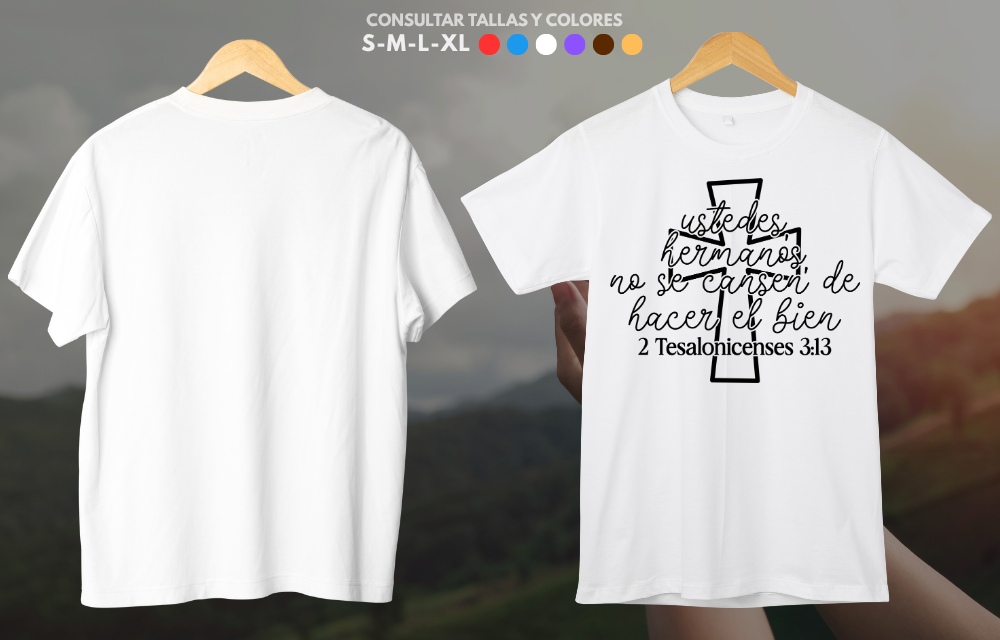 CONSULTAR TALLAS Y COLORES
S-M-L-XL
ustedes,
hermanos,
no se cansen de
hacer el bien
2 Tesalonicenses 3:13